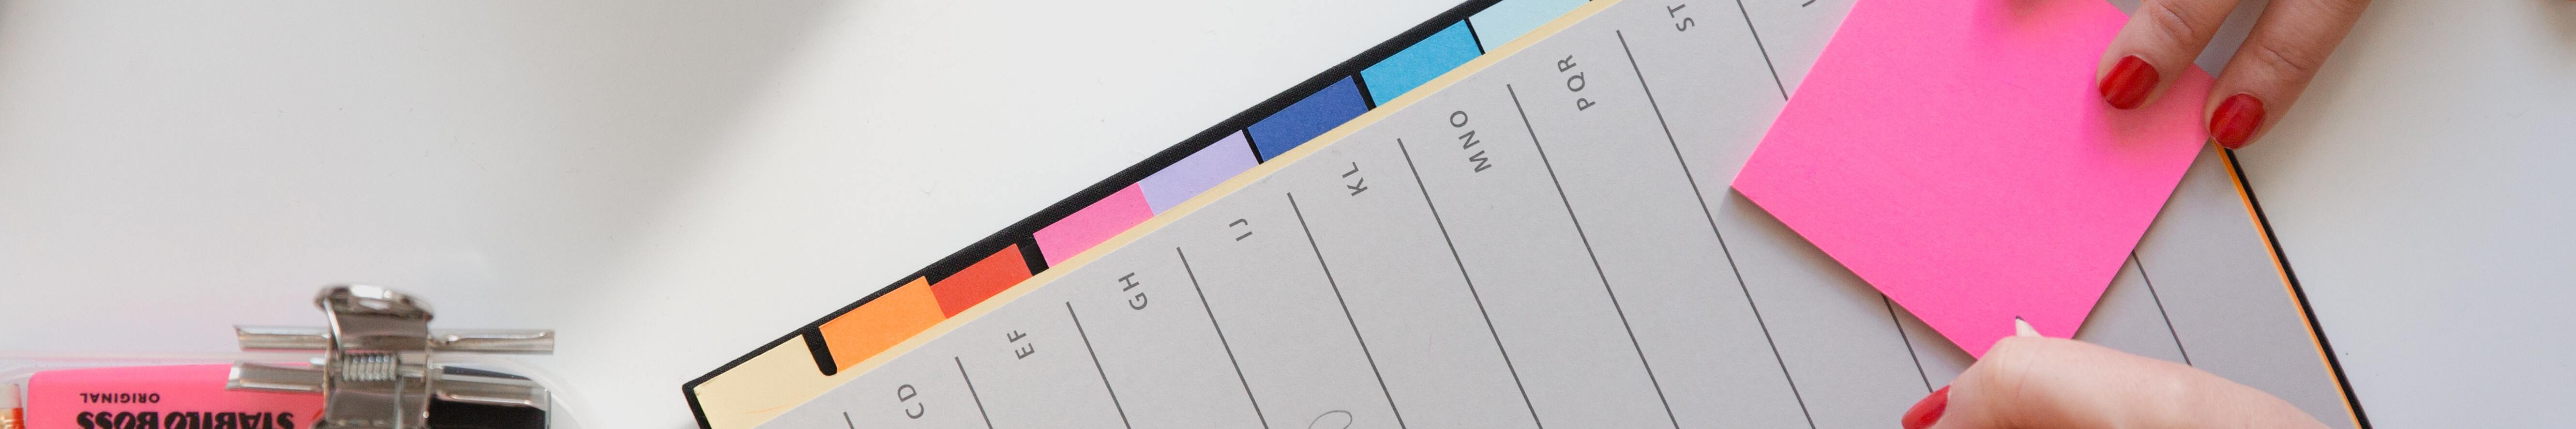 CD
EF
GH
IJ
KL
MNO
PQR
ST
STABILO BOSS
ORIGINAL